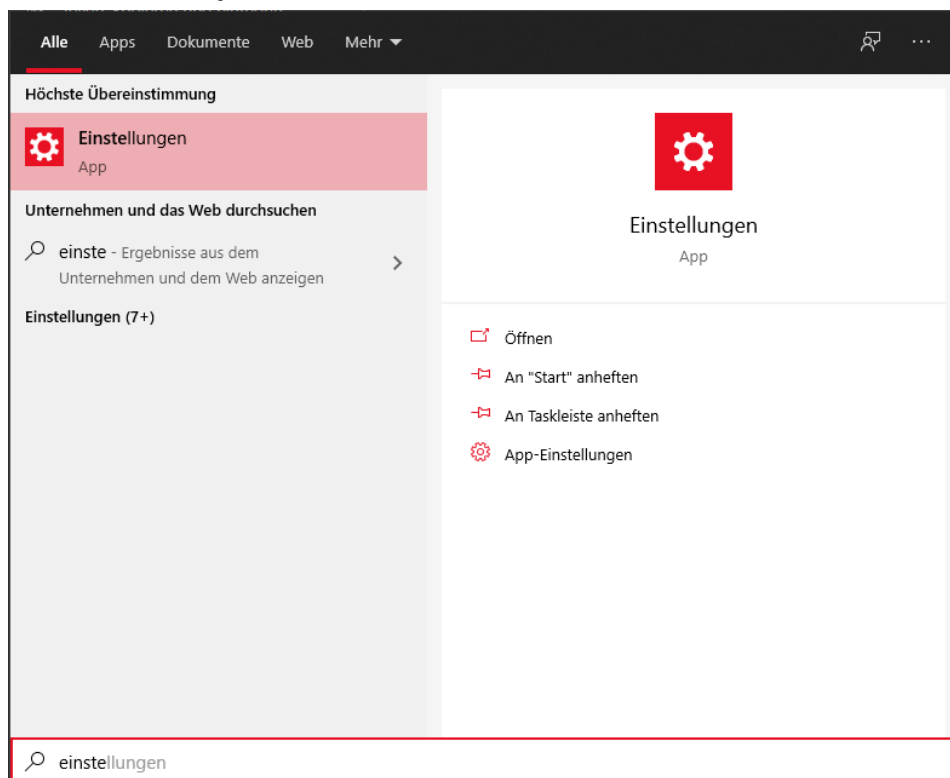 Alle Apps Dokumente Web Mehr
Höchste Übereinstimmung
Einstellungen
App
Unternehmen und das Web durchsuchen
einste - Ergebnisse aus dem
Unternehmen und dem Web anzeigen
Einstellungen (7+)
Einstellungen
App
Öffnen
An "Start" anheften
An Taskleiste anheften
App-Einstellungen
einstellungen